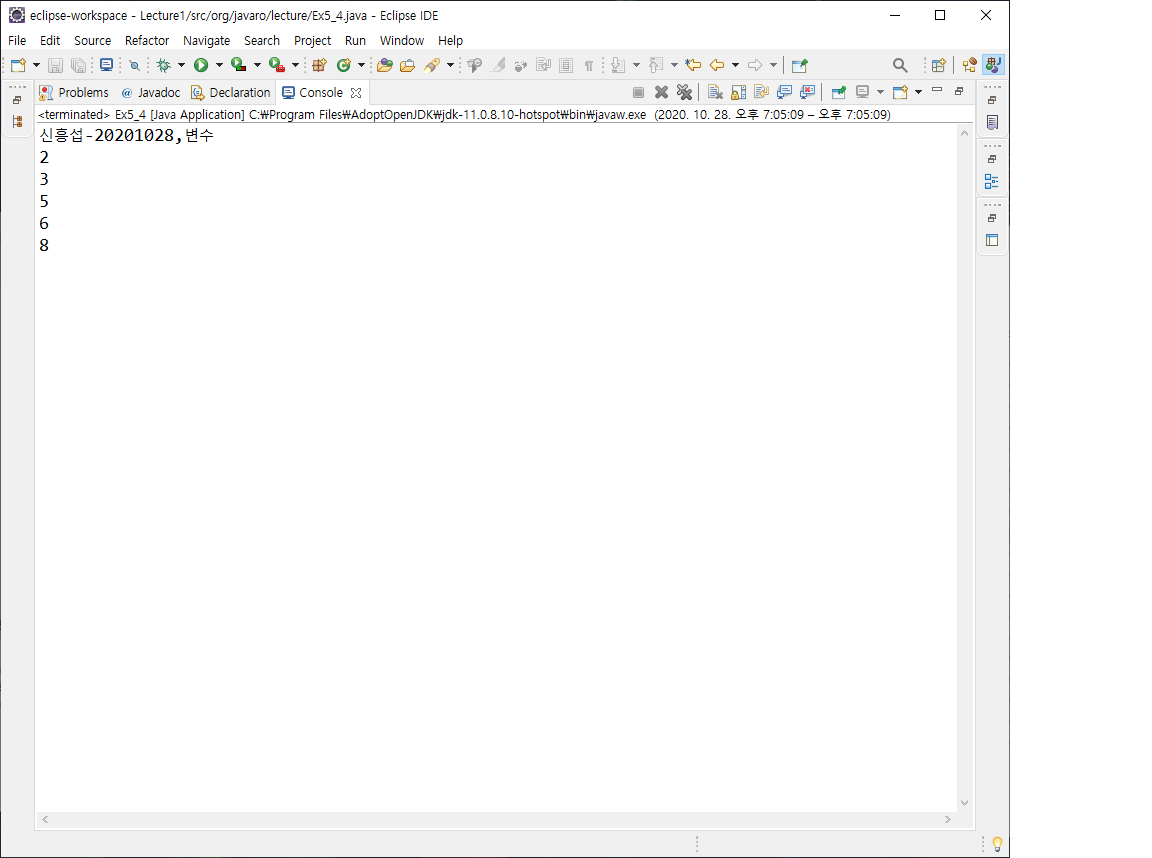 eclipse-workspace - Lecture1/src/org/javaro/lecture/Ex5_4.java - Eclipse IDE
File Edit Source Refactor Navigate Search Project Run Window Help
Problems @ Javadoc Declaration Console
<terminated> Ex5_4 [Java Application] C:₩Program Files₩AdoptOpenJDK₩jdk-11.0.8.10-hotspot₩bin₩javaw.exe (2020. 10. 28. 오후 7:05:09 – 오후 7:05:09)
신흥섭-20201028,변수
2
3
5
6
8